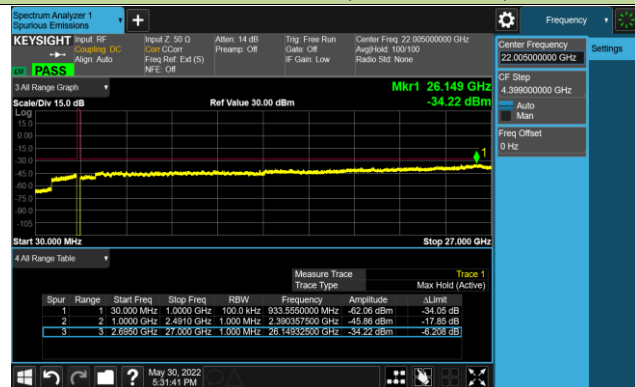 Spectrum Analyzer 1
Spurious Emissions
Frequency
KEYSIGHT
Input: RF
Coupling: DC
Align: Auto
Input Z: 50 Ω
Corr CCorr
Freq Ref: Ext (S)
NFE: Off
Atten: 14 dB
Preamp: Off
Trig: Free Run
Gate: Off
IF Gain: Low
Center Freq: 22.005000000 GHz
Avg|Hold: 100/100
Radio Std: None
PASS
Center Frequency
22.005000000 GHz
Settings
CF Step
4.399000000 GHz
Auto
Man
Freq Offset
0 Hz
3 All Range Graph
Mkr1 26.149 GHz
-34.22 dBm
Scale/Div 15.0 dB
Ref Value 30.00 dBm
Log
15.0
0.00
-15.0
-30.0
-45.0
-60.0
-75.0
-90.0
-105
1
Start 30.000 MHz
Stop 27.000 GHz
4 All Range Table
Measure Trace Trace 1
Trace Type Max Hold (Active)
Spur Range Start Freq Stop Freq RBW Frequency Amplitude ΔLimit
1 1 30.000 MHz 1.0000 GHz 100.0 kHz 933.5550000 MHz -62.06 dBm -34.05 dB
2 2 1.0000 GHz 2.4910 GHz 1.000 MHz 2.390357500 GHz -45.86 dBm -17.85 dB
3 3 2.6950 GHz 27.000 GHz 1.000 MHz 26.14932500 GHz -34.22 dBm -6.208 dB
May 30, 2022
5:31:41 PM